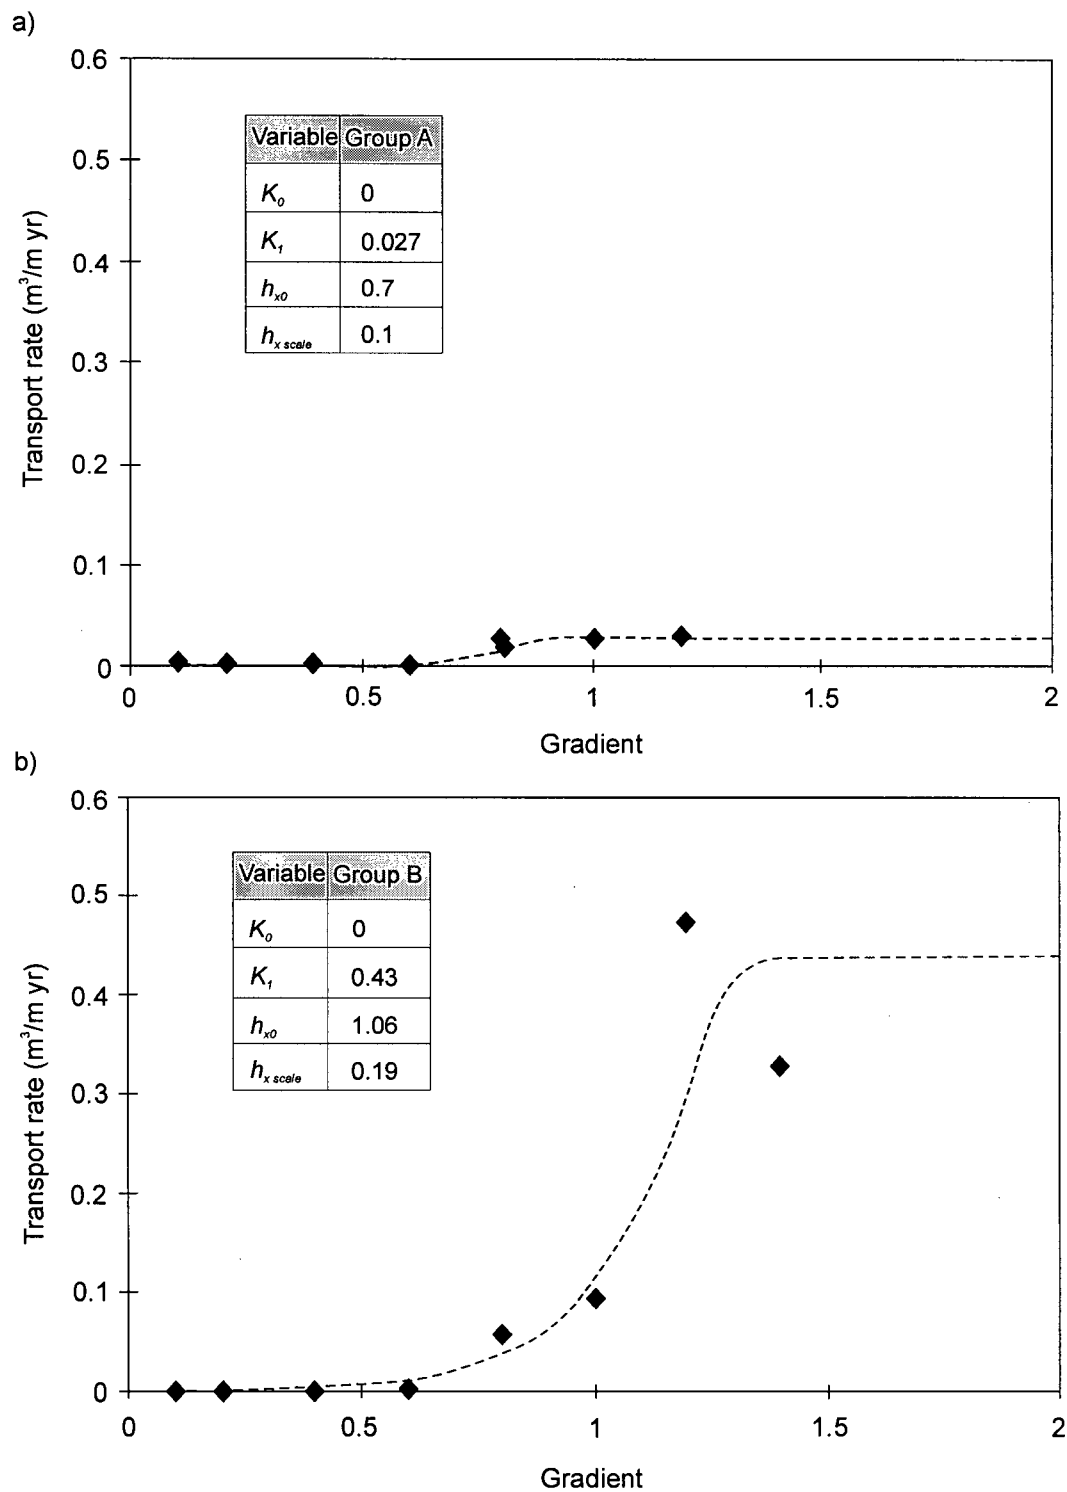 a)
0.6
0.5
0.4
0.3
0.2
0.1
0
Transport rate (m³/m yr)
Variable Group A
K₀ 0
K₁ 0.027
hₓ₀ 0.7
hₓ scale 0.1
0 0.5 1 1.5 2
Gradient
b)
0.6
0.5
0.4
0.3
0.2
0.1
0
Transport rate (m³/m yr)
Variable Group B
K₀ 0
K₁ 0.43
hₓ₀ 1.06
hₓ scale 0.19
0 0.5 1 1.5 2
Gradient